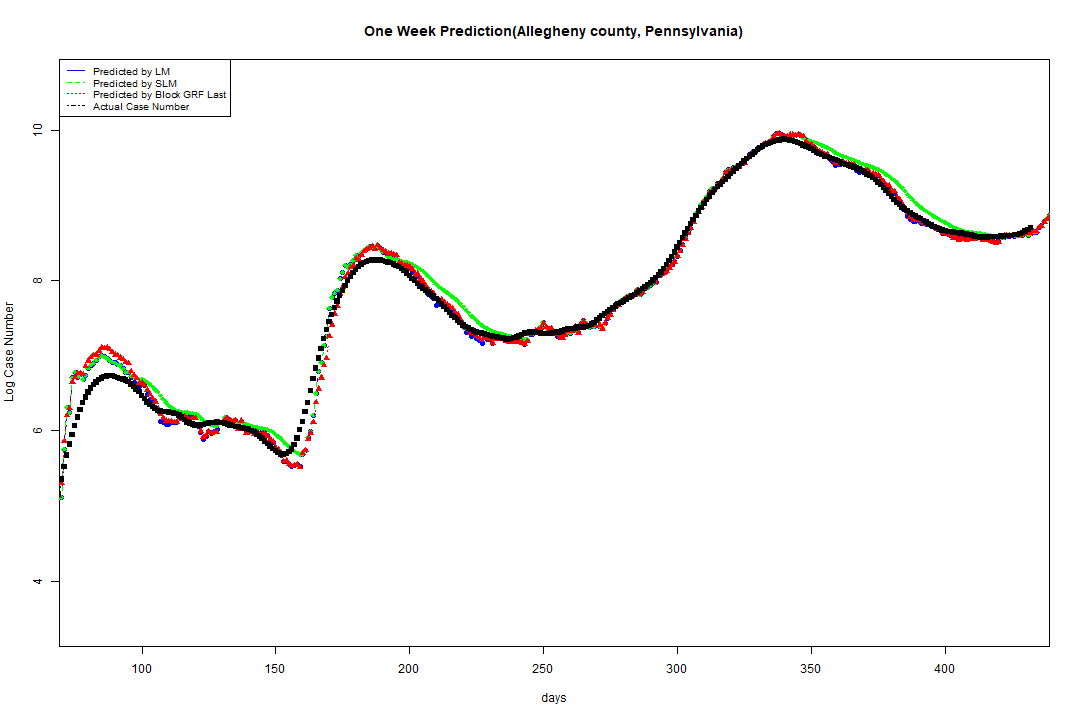 One Week Prediction(Allegheny county, Pennsylvania)
Predicted by LM
Predicted by SLM
Predicted by Block GRF Last
Actual Case Number
10
8
6
4
Log Case Number
100 150 200 250 300 350 400
days